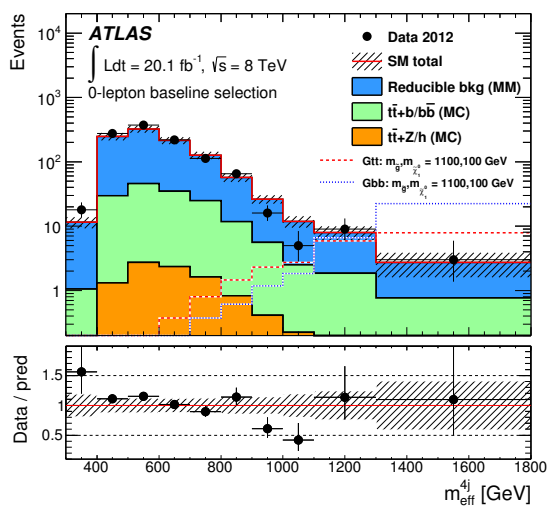 ATLAS
∫ Ldt = 20.1 fb⁻¹, √s = 8 TeV
0-lepton baseline selection
Data 2012
SM total
Reducible bkg (MM)
tt̄+b/bb̄ (MC)
tt̄+Z/h (MC)
Gtt: m_g̃, m_χ̃₁⁰ = 1100,100 GeV
Gbb: m_g̃, m_χ̃₁⁰ = 1100,100 GeV
Events
10⁴
10³
10²
10
1
Data / pred
1.5
1
0.5
400 600 800 1000 1200 1400 1600 1800
m_eff^4j [GeV]